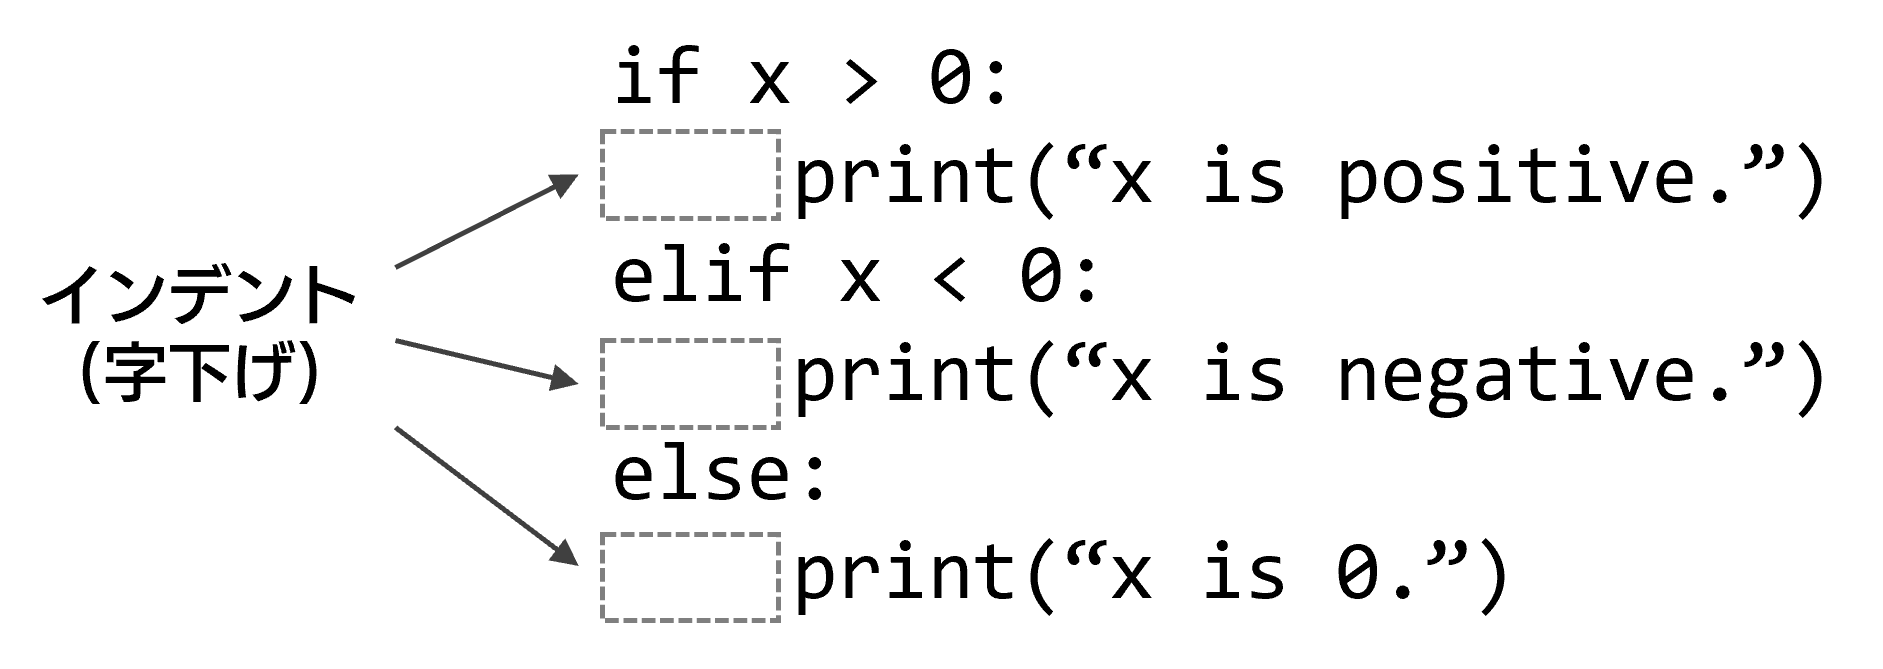 インデント
(字下げ)
if x > 0:
print(“x is positive.”)
elif x < 0:
print(“x is negative.”)
else:
print(“x is 0.”)